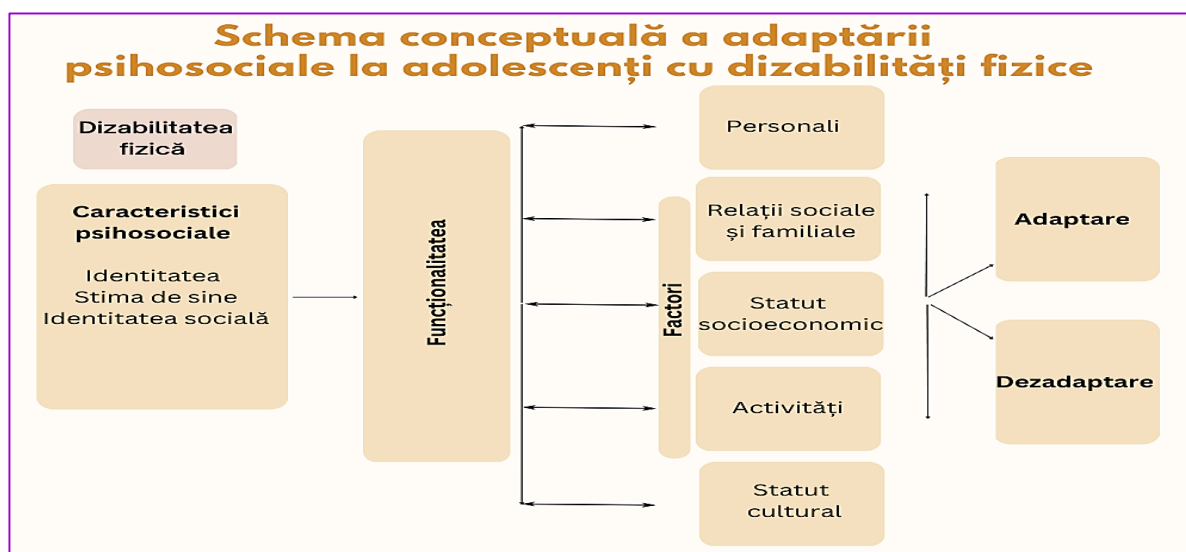 Schema conceptuală a adaptării
psihosociale la adolescenți cu dizabilități fizice
Dizabilitatea
fizică
Caracteristici
psihosociale
Identitatea
Stima de sine
Identitatea socială
Funcționalitatea
Factori
Personali
Relații sociale
și familiale
Statut
socioeconomic
Activități
Statut
cultural
Adaptare
Dezadaptare